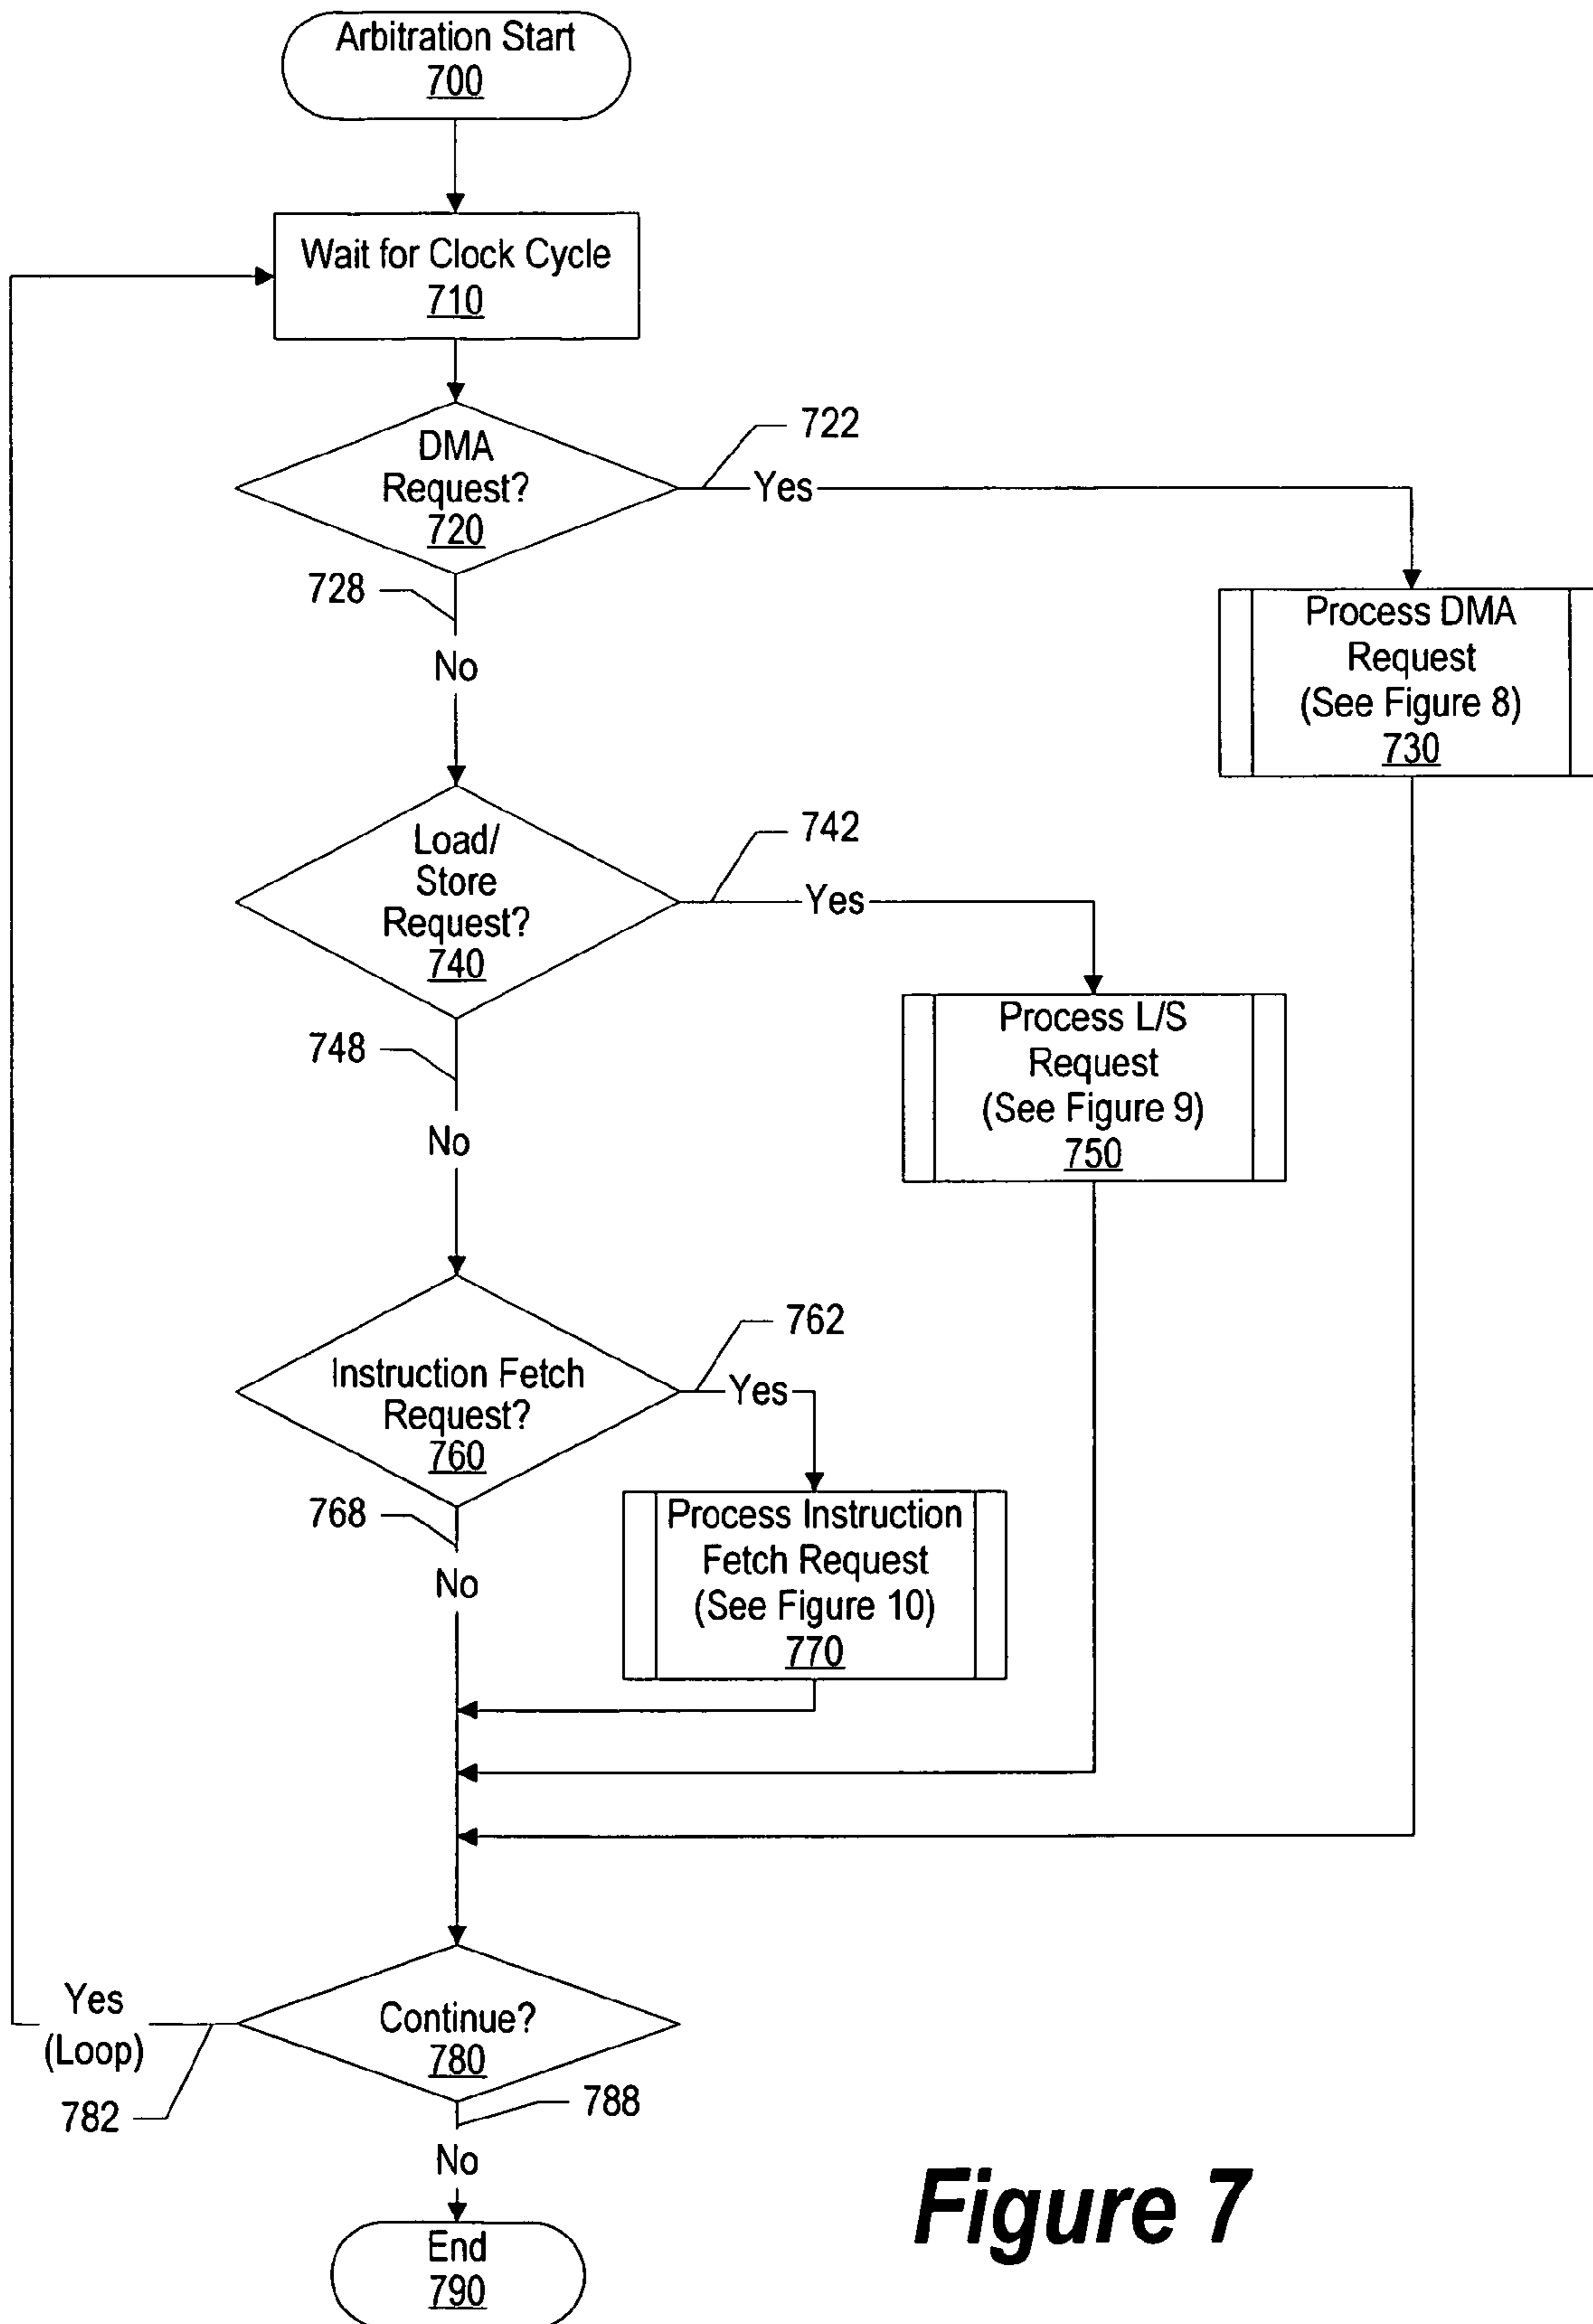 Arbitration Start
700
Wait for Clock Cycle
710
DMA
Request?
720
722
Yes
728
No
Process DMA
Request
(See Figure 8)
730
Load/
Store
Request?
740
742
Yes
748
No
Process L/S
Request
(See Figure 9)
750
Instruction Fetch
Request?
760
762
Yes
768
No
Process Instruction
Fetch Request
(See Figure 10)
770
Continue?
780
Yes
(Loop)
782
788
No
End
790
Figure 7